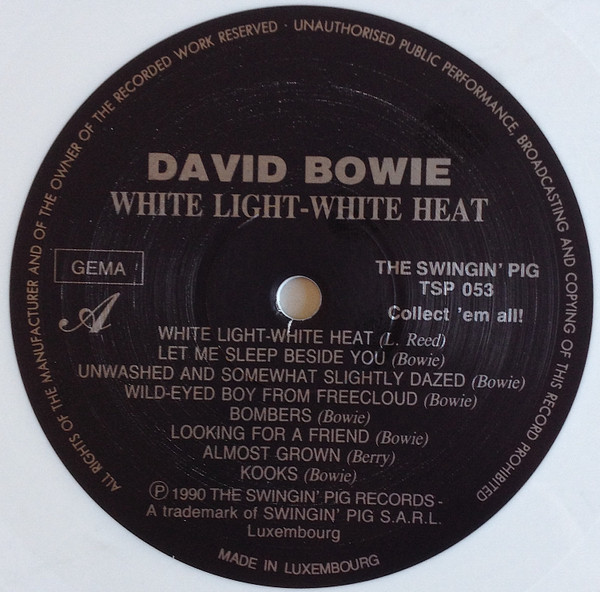 ALL RIGHTS OF THE MANUFACTURER AND OF THE OWNER OF THE RECORDED WORK RESERVED · UNAUTHORISED PUBLIC PERFORMANCE, BROADCASTING AND COPYING OF THIS RECORD PROHIBITED
DAVID BOWIE
WHITE LIGHT-WHITE HEAT
GEMA
A
THE SWINGIN' PIG
TSP 053
Collect 'em all!
WHITE LIGHT-WHITE HEAT (L. Reed)
LET ME SLEEP BESIDE YOU (Bowie)
UNWASHED AND SOMEWHAT SLIGHTLY DAZED (Bowie)
WILD-EYED BOY FROM FREECLOUD (Bowie)
BOMBERS (Bowie)
LOOKING FOR A FRIEND (Bowie)
ALMOST GROWN (Berry)
KOOKS (Bowie)
Ⓟ 1990 THE SWINGIN' PIG RECORDS -
A trademark of SWINGIN' PIG S.A.R.L.
Luxembourg
MADE IN LUXEMBOURG